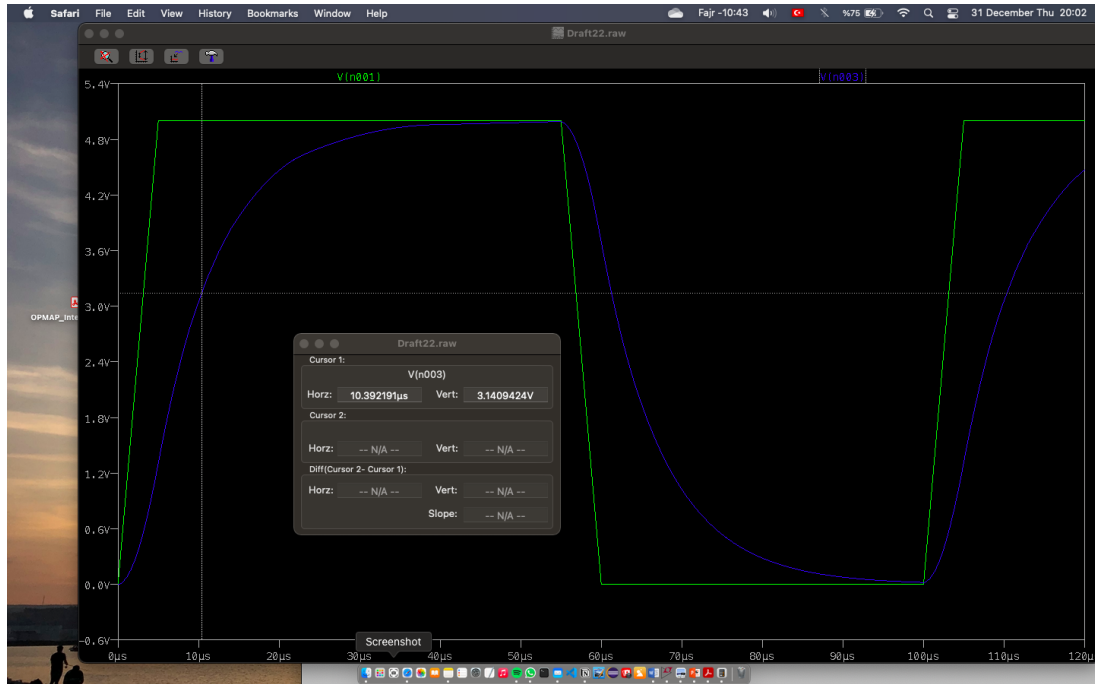 Safari File Edit View History Bookmarks Window Help Fajr -10:43 %75 31 December Thu 20:02
Draft22.raw
V(n001) V(n003)
5.4V
4.8V
4.2V
3.6V
3.0V
2.4V
1.8V
1.2V
0.6V
0.0V
-0.6V
OPMAP_Inte
Draft22.raw
Cursor 1:
V(n003)
Horz: 10.392191µs Vert: 3.1409424V
Cursor 2:
Horz: -- N/A -- Vert: -- N/A --
Diff(Cursor 2- Cursor 1):
Horz: -- N/A -- Vert: -- N/A --
Slope: -- N/A --
Screenshot
0µs 10µs 20µs 30µs 40µs 50µs 60µs 70µs 80µs 90µs 100µs 110µs 120µ